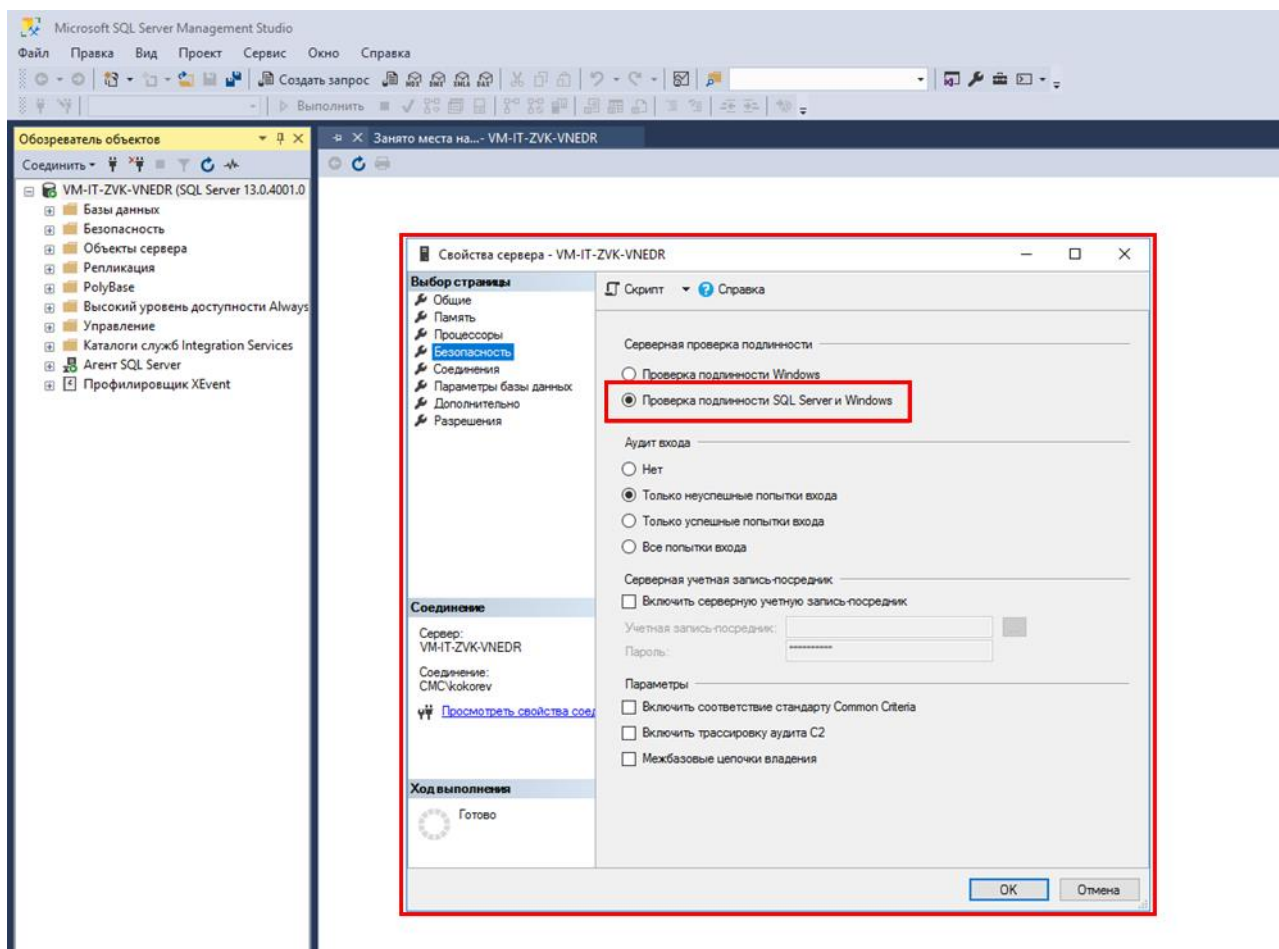 Microsoft SQL Server Management Studio
Файл Правка Вид Проект Сервис Окно Справка
Создать запрос
Выполнить
Обозреватель объектов
Занято места на...- VM-IT-ZVK-VNEDR
Соединить
VM-IT-ZVK-VNEDR (SQL Server 13.0.4001.0
Базы данных
Безопасность
Объекты сервера
Репликация
PolyBase
Высокий уровень доступности Always
Управление
Каталоги служб Integration Services
Агент SQL Server
Профилировщик XEvent
Свойства сервера - VM-IT-ZVK-VNEDR
Выбор страницы
Общие
Память
Процессоры
Безопасность
Соединения
Параметры базы данных
Дополнительно
Разрешения
Скрипт Справка
Серверная проверка подлинности
Проверка подлинности Windows
Проверка подлинности SQL Server и Windows
Аудит входа
Нет
Только неуспешные попытки входа
Только успешные попытки входа
Все попытки входа
Серверная учетная запись-посредник
Включить серверную учетную запись-посредник
Учетная запись-посредник:
Пароль:
Параметры
Включить соответствие стандарту Common Criteria
Включить трассировку аудита C2
Межбазовые цепочки владения
Соединение
Сервер:
VM-IT-ZVK-VNEDR
Соединение:
CMC\kokorev
Просмотреть свойства соед
Ход выполнения
Готово
OK Отмена